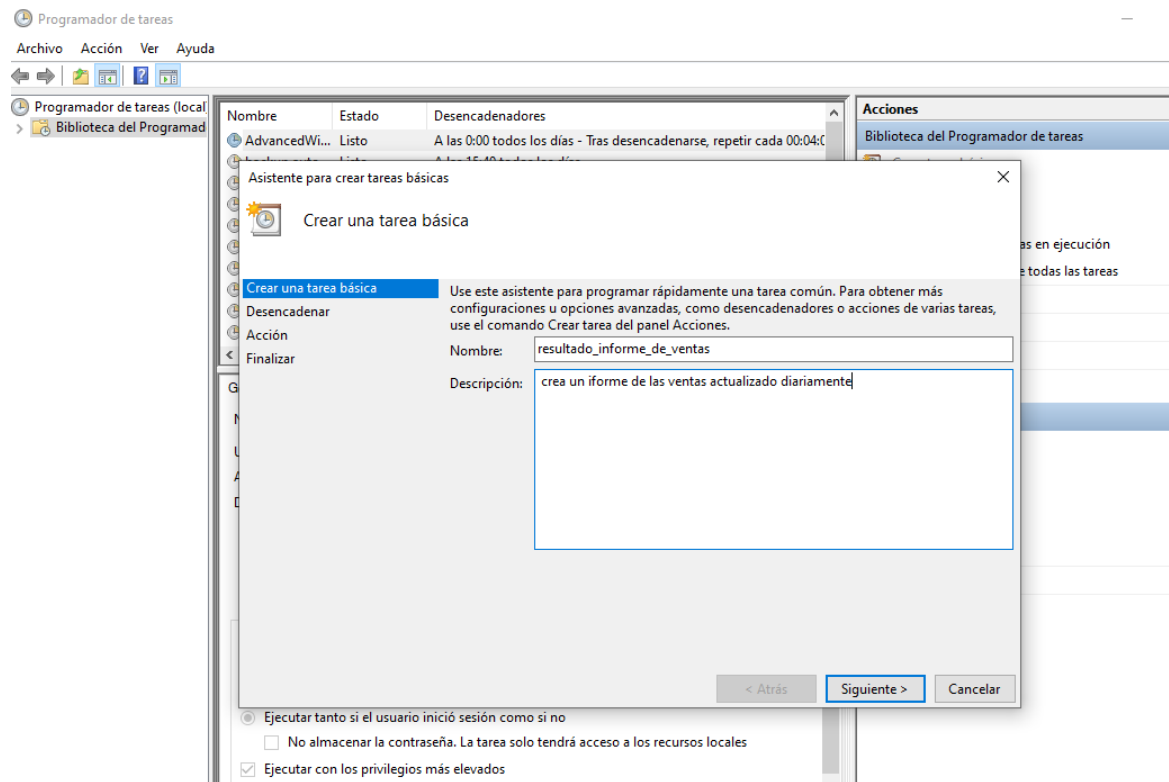 Programador de tareas
Archivo Acción Ver Ayuda
Programador de tareas (local
Biblioteca del Programad
Nombre Estado Desencadenadores
AdvancedWi... Listo A las 0:00 todos los días - Tras desencadenarse, repetir cada 00:04:0
Acciones
Biblioteca del Programador de tareas
as en ejecución
e todas las tareas
Asistente para crear tareas básicas
Crear una tarea básica
Crear una tarea básica
Desencadenar
Acción
Finalizar
Use este asistente para programar rápidamente una tarea común. Para obtener más
configuraciones u opciones avanzadas, como desencadenadores o acciones de varias tareas,
use el comando Crear tarea del panel Acciones.
Nombre: resultado_informe_de_ventas
Descripción: crea un iforme de las ventas actualizado diariamente
< Atrás Siguiente > Cancelar
Ejecutar tanto si el usuario inició sesión como si no
No almacenar la contraseña. La tarea solo tendrá acceso a los recursos locales
Ejecutar con los privilegios más elevados